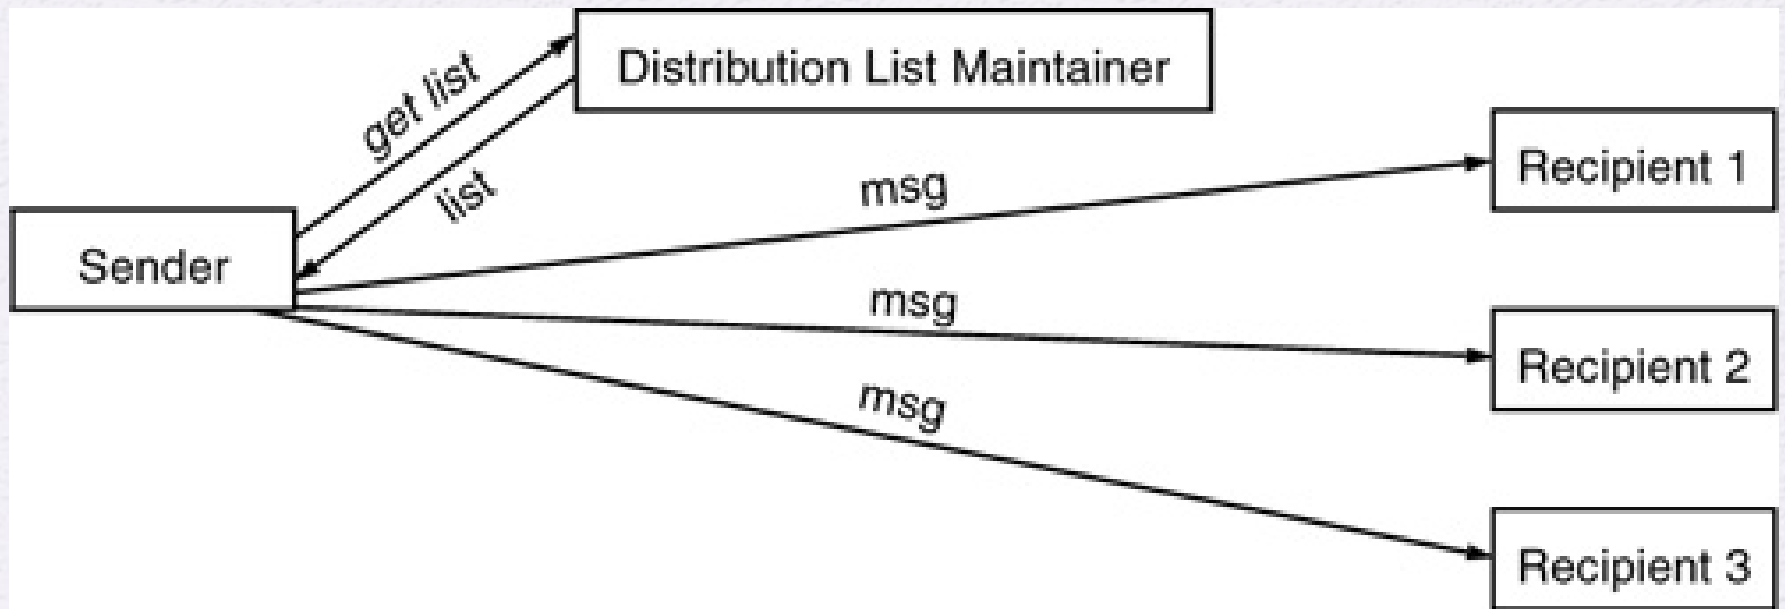 Distribution List Maintainer
get list
list
Sender
msg
Recipient 1
msg
Recipient 2
msg
Recipient 3